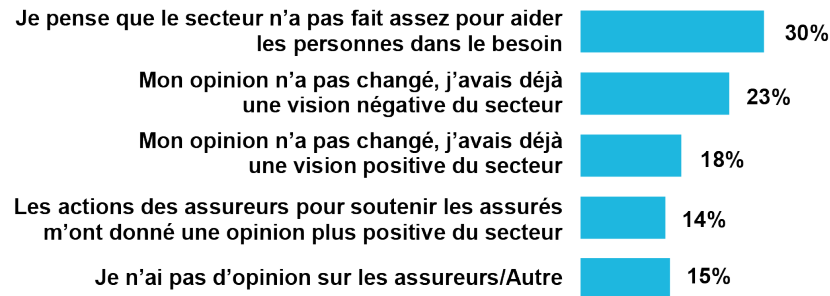 Je pense que le secteur n’a pas fait assez pour aider
les personnes dans le besoin
30%
Mon opinion n’a pas changé, j’avais déjà
une vision négative du secteur
23%
Mon opinion n’a pas changé, j’avais déjà
une vision positive du secteur
18%
Les actions des assureurs pour soutenir les assurés
m’ont donné une opinion plus positive du secteur
14%
Je n’ai pas d’opinion sur les assureurs/Autre
15%